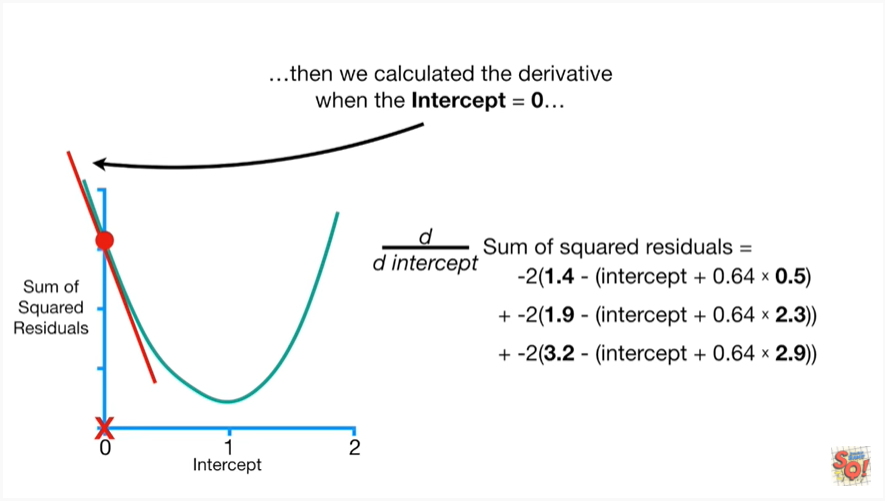 ...then we calculated the derivative
when the Intercept = 0...
d
d intercept
Sum of squared residuals =
-2(1.4 - (intercept + 0.64 × 0.5)
+ -2(1.9 - (intercept + 0.64 × 2.3))
+ -2(3.2 - (intercept + 0.64 × 2.9))
Sum of
Squared
Residuals
0
1
2
Intercept
SQ!